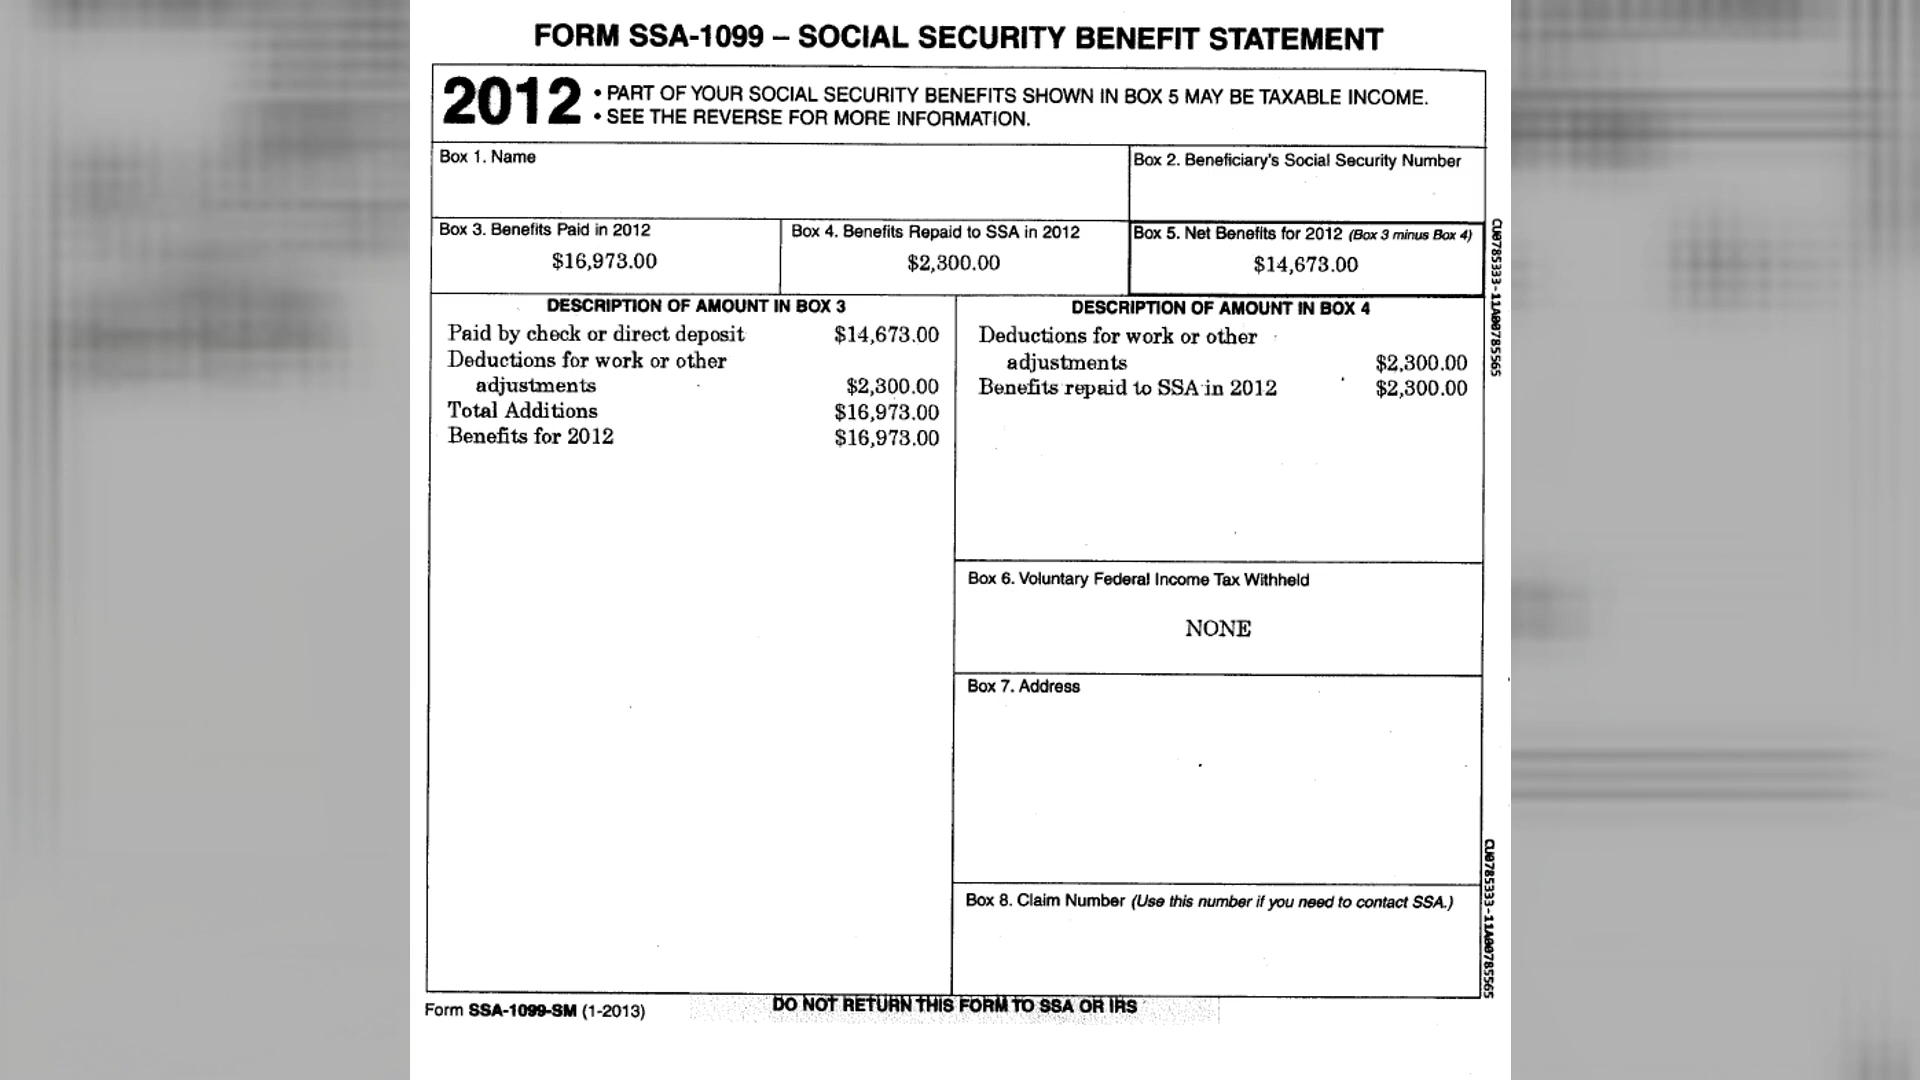 FORM SSA-1099 – SOCIAL SECURITY BENEFIT STATEMENT
2012
• PART OF YOUR SOCIAL SECURITY BENEFITS SHOWN IN BOX 5 MAY BE TAXABLE INCOME.
• SEE THE REVERSE FOR MORE INFORMATION.
Box 1. Name
Box 2. Beneficiary's Social Security Number
Box 3. Benefits Paid in 2012
$16,973.00
Box 4. Benefits Repaid to SSA in 2012
$2,300.00
Box 5. Net Benefits for 2012 (Box 3 minus Box 4)
$14,673.00
DESCRIPTION OF AMOUNT IN BOX 3
Paid by check or direct deposit $14,673.00
Deductions for work or other
adjustments $2,300.00
Total Additions $16,973.00
Benefits for 2012 $16,973.00
DESCRIPTION OF AMOUNT IN BOX 4
Deductions for work or other
adjustments $2,300.00
Benefits repaid to SSA in 2012 $2,300.00
Box 6. Voluntary Federal Income Tax Withheld
NONE
Box 7. Address
Box 8. Claim Number (Use this number if you need to contact SSA.)
CU0785333-11A00785565
CU0785333-11A00785565
Form SSA-1099-SM (1-2013)
DO NOT RETURN THIS FORM TO SSA OR IRS